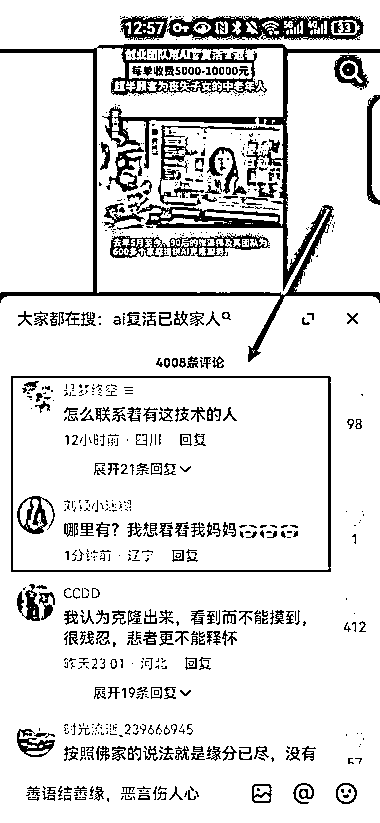 12:57
每单收费5000-10000元
大家都在搜：ai复活已故家人
4008条评论
是梦终空
怎么联系着有这技术的人
98
12小时前 · 四川 回复
展开21条回复
哪里有？我想看看我妈妈
1
1分钟前 · 辽宁 回复
CCDD
我认为克隆出来，看到而不能摸到，
412
很残忍，悲者更不能释怀
昨天23:01 · 河北 回复
展开19条回复
时光流逝_239666945
按照佛家的说法就是缘分已尽，没有
57
善语结善缘，恶言伤人心